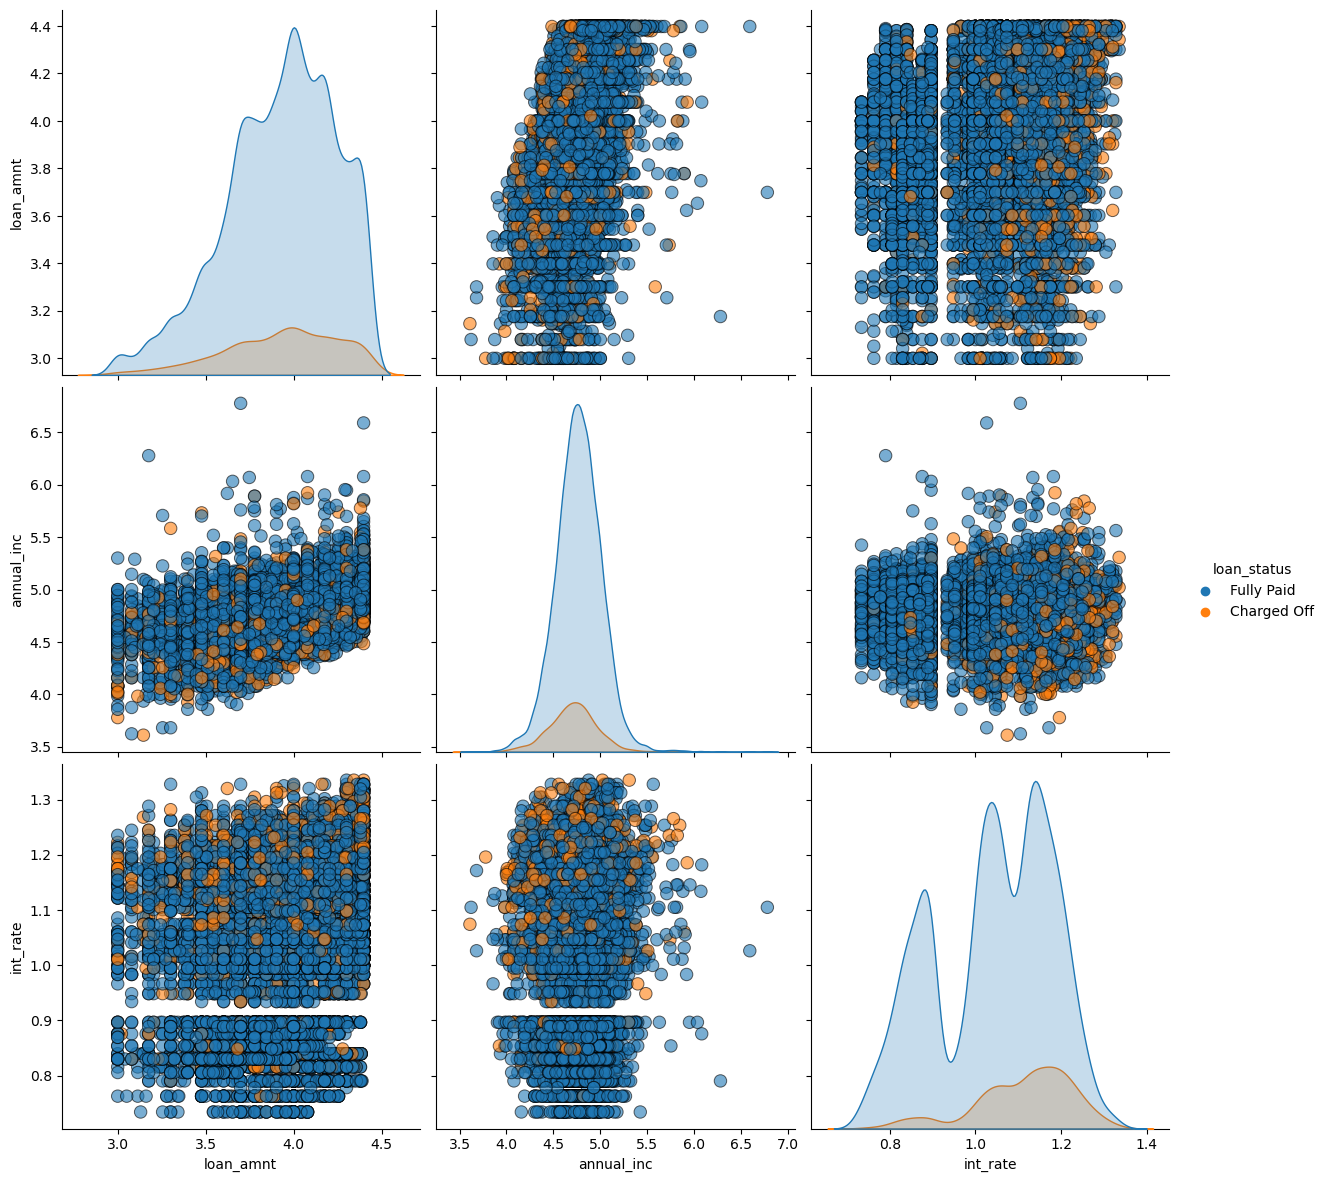 4.4
4.2
4.0
3.8
3.6
3.4
3.2
3.0
loan_amnt
6.5
6.0
5.5
5.0
4.5
4.0
3.5
annual_inc
loan_status
Fully Paid
Charged Off
1.3
1.2
1.1
1.0
0.9
0.8
int_rate
3.0 3.5 4.0 4.5
loan_amnt
3.5 4.0 4.5 5.0 5.5 6.0 6.5 7.0
annual_inc
0.8 1.0 1.2 1.4
int_rate